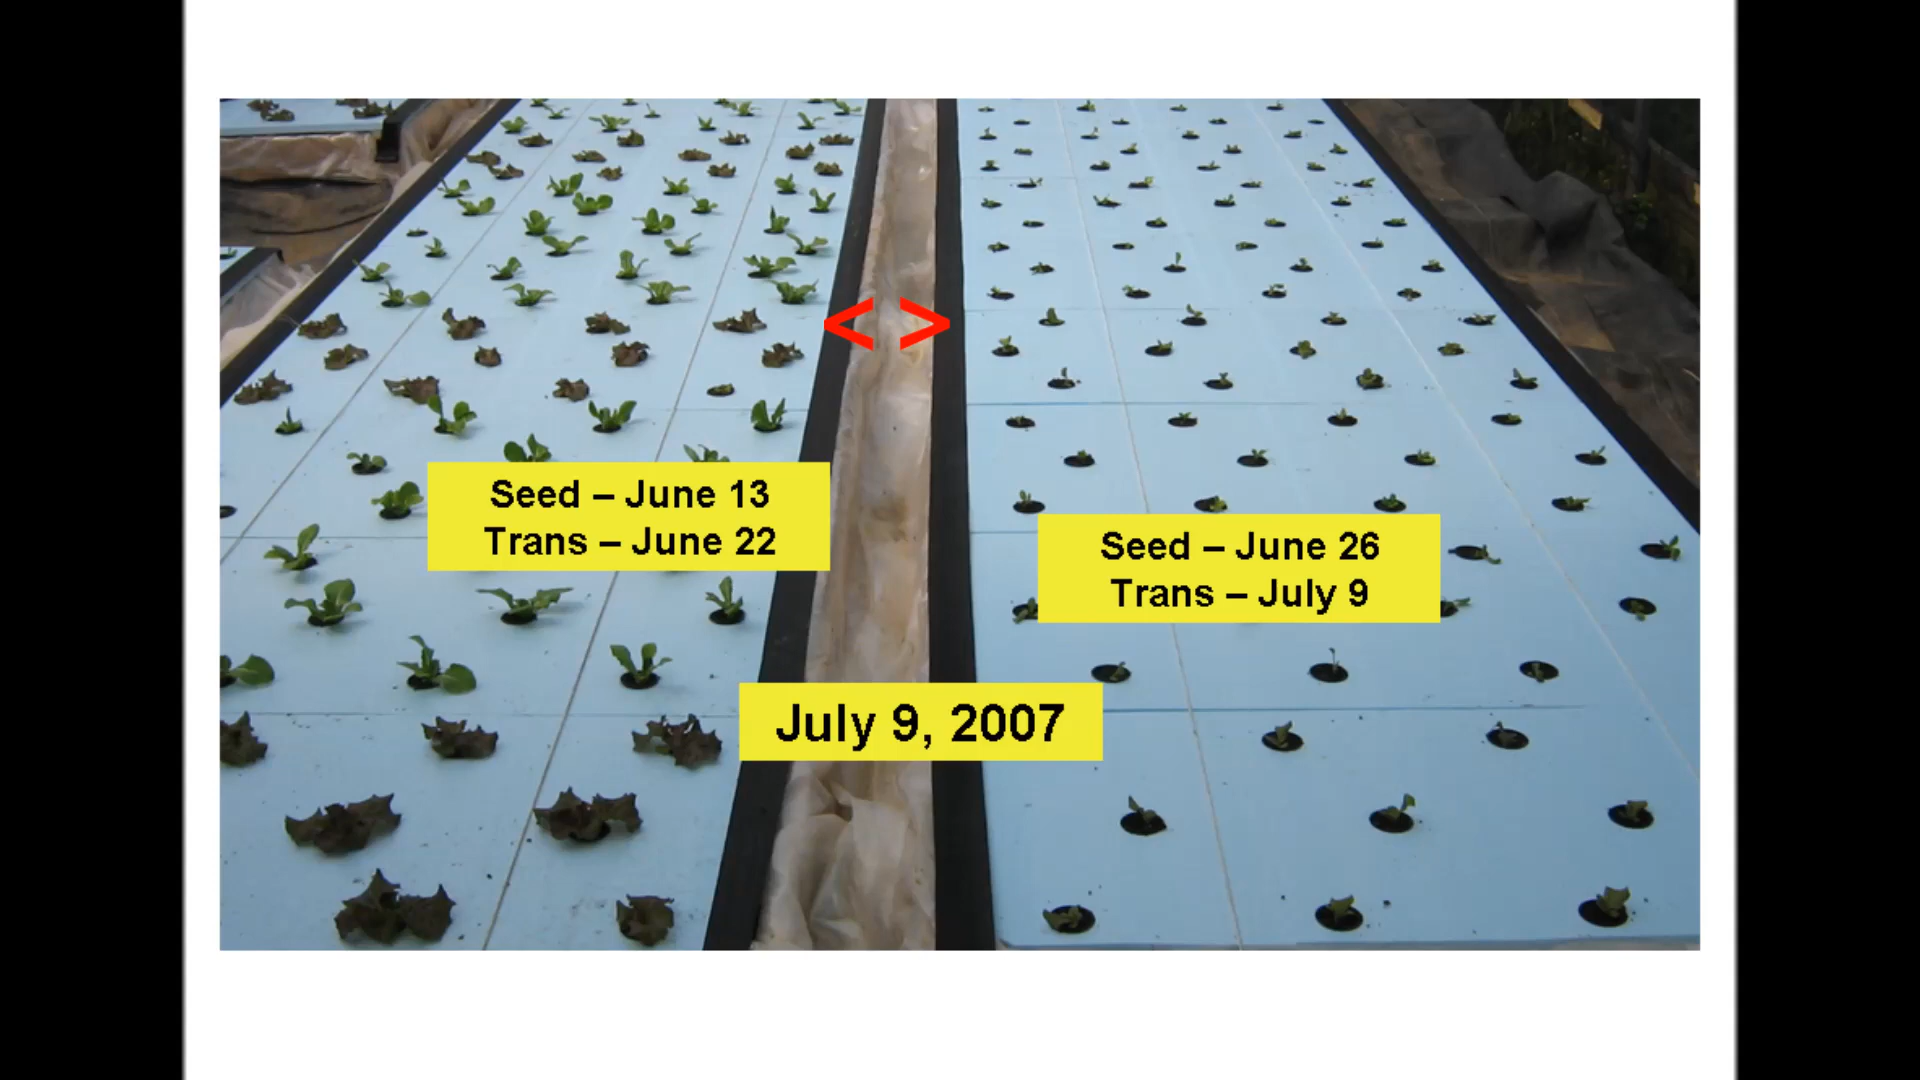 < >
Seed – June 13
Trans – June 22
Seed – June 26
Trans – July 9
July 9, 2007